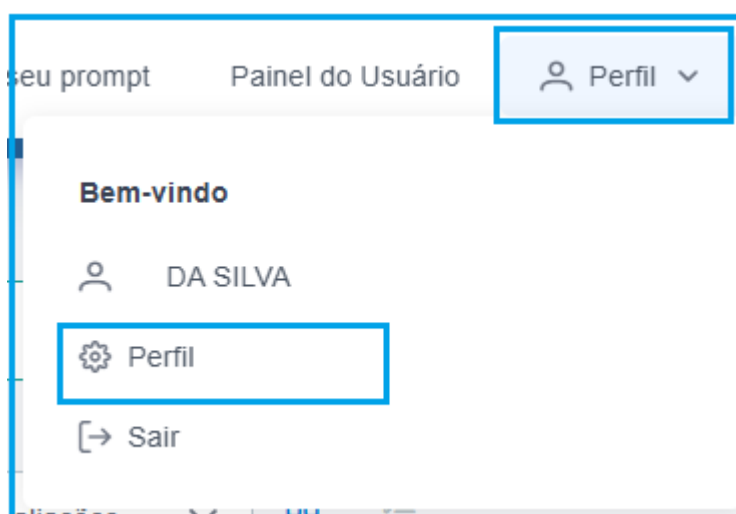 seu prompt Painel do Usuário Perfil
Bem-vindo
DA SILVA
Perfil
Sair